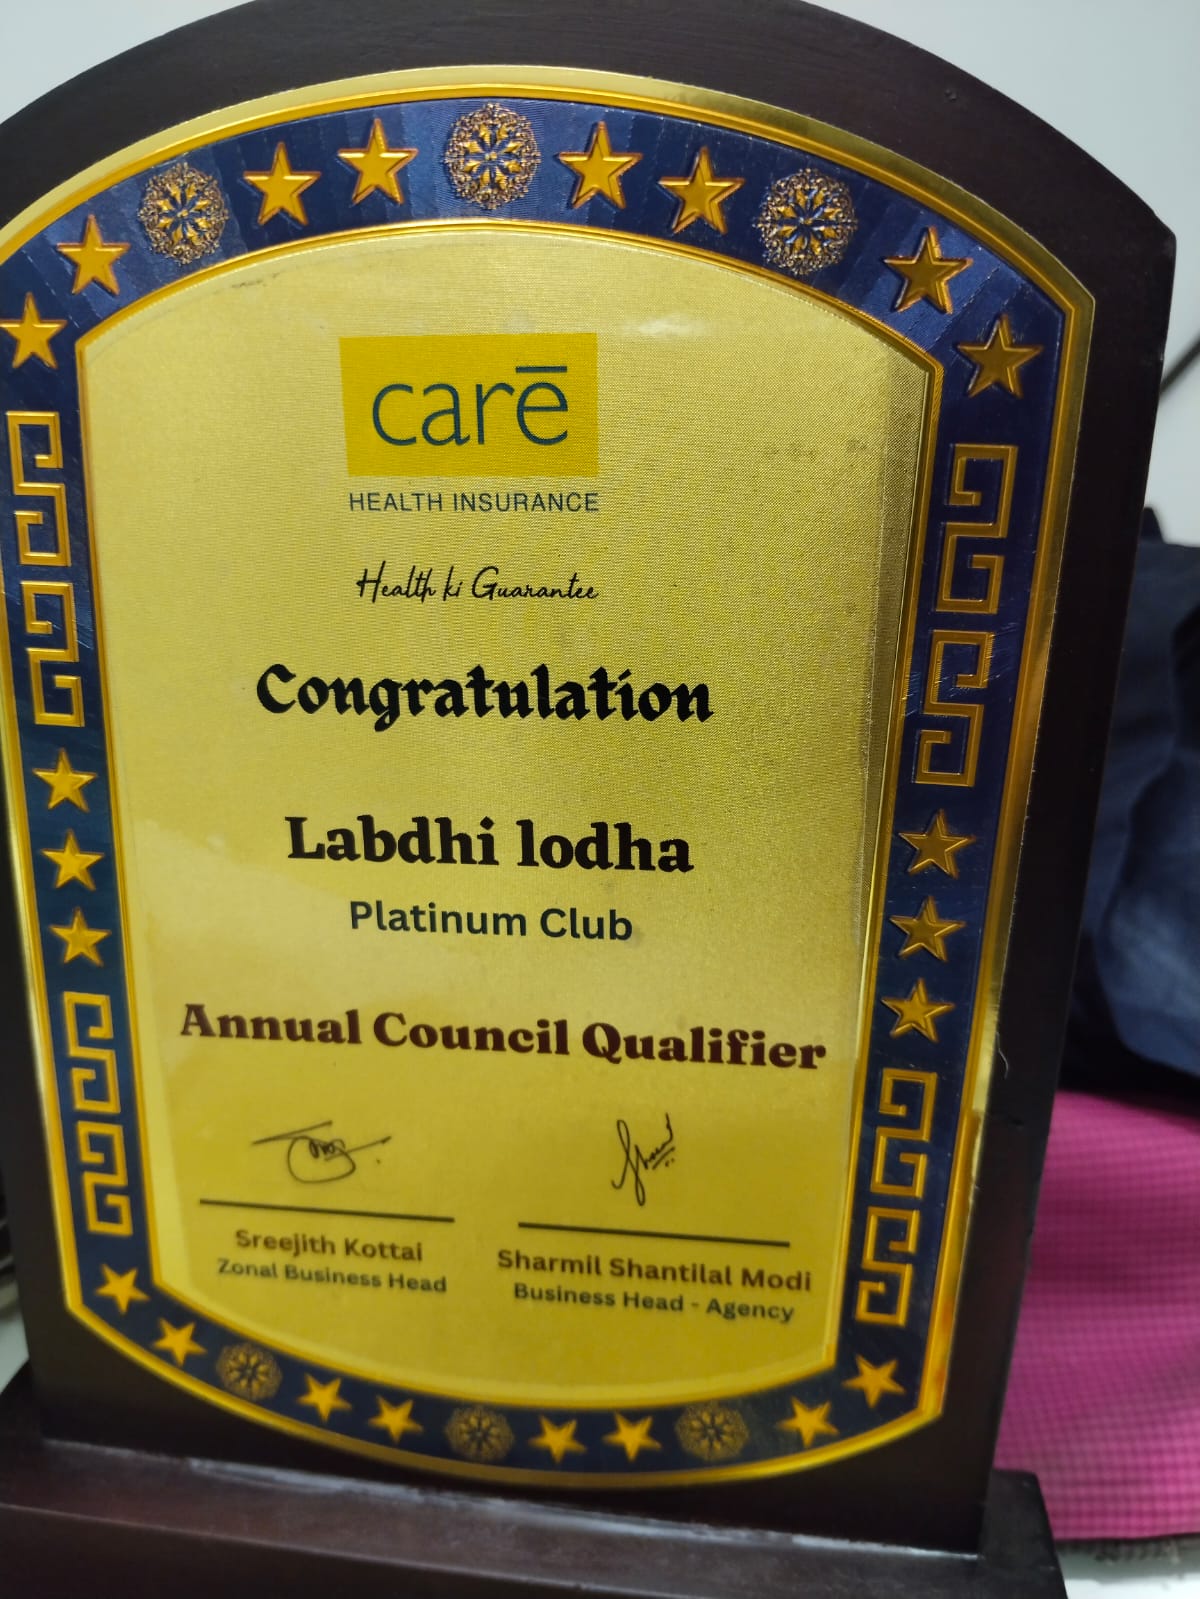 carē
HEALTH INSURANCE
Health ki Guarantee
Congratulation
Labdhi lodha
Platinum Club
Annual Council Qualifier
Sreejith Kottai
Zonal Business Head
Sharmil Shantilal Modi
Business Head - Agency